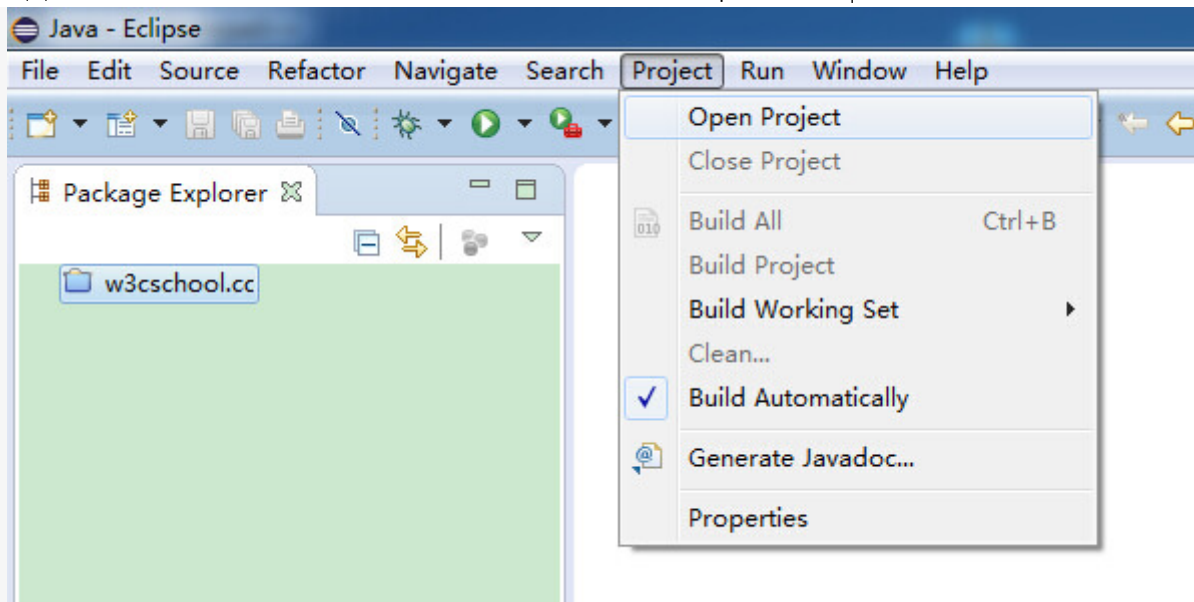 Java - Eclipse
File Edit Source Refactor Navigate Search Project Run Window Help
Open Project
Close Project
Package Explorer
Build All Ctrl+B
Build Project
w3cschool.cc
Build Working Set
Clean...
Build Automatically
Generate Javadoc...
Properties